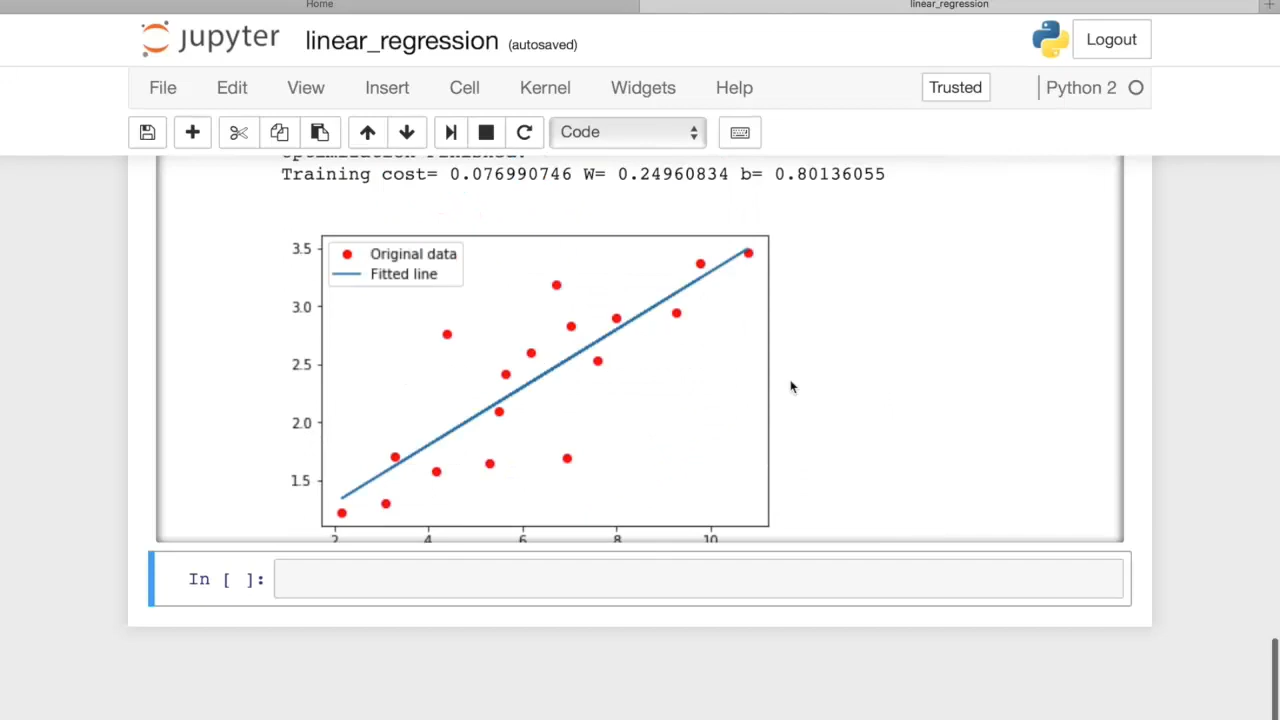 Home linear_regression
jupyter linear_regression (autosaved) Logout
File Edit View Insert Cell Kernel Widgets Help Trusted Python 2
Code
Optimization Finished!
Training cost= 0.076990746 W= 0.24960834 b= 0.80136055
3.5
Original data
Fitted line
3.0
2.5
2.0
1.5
2 4 6 8 10
In [ ]: